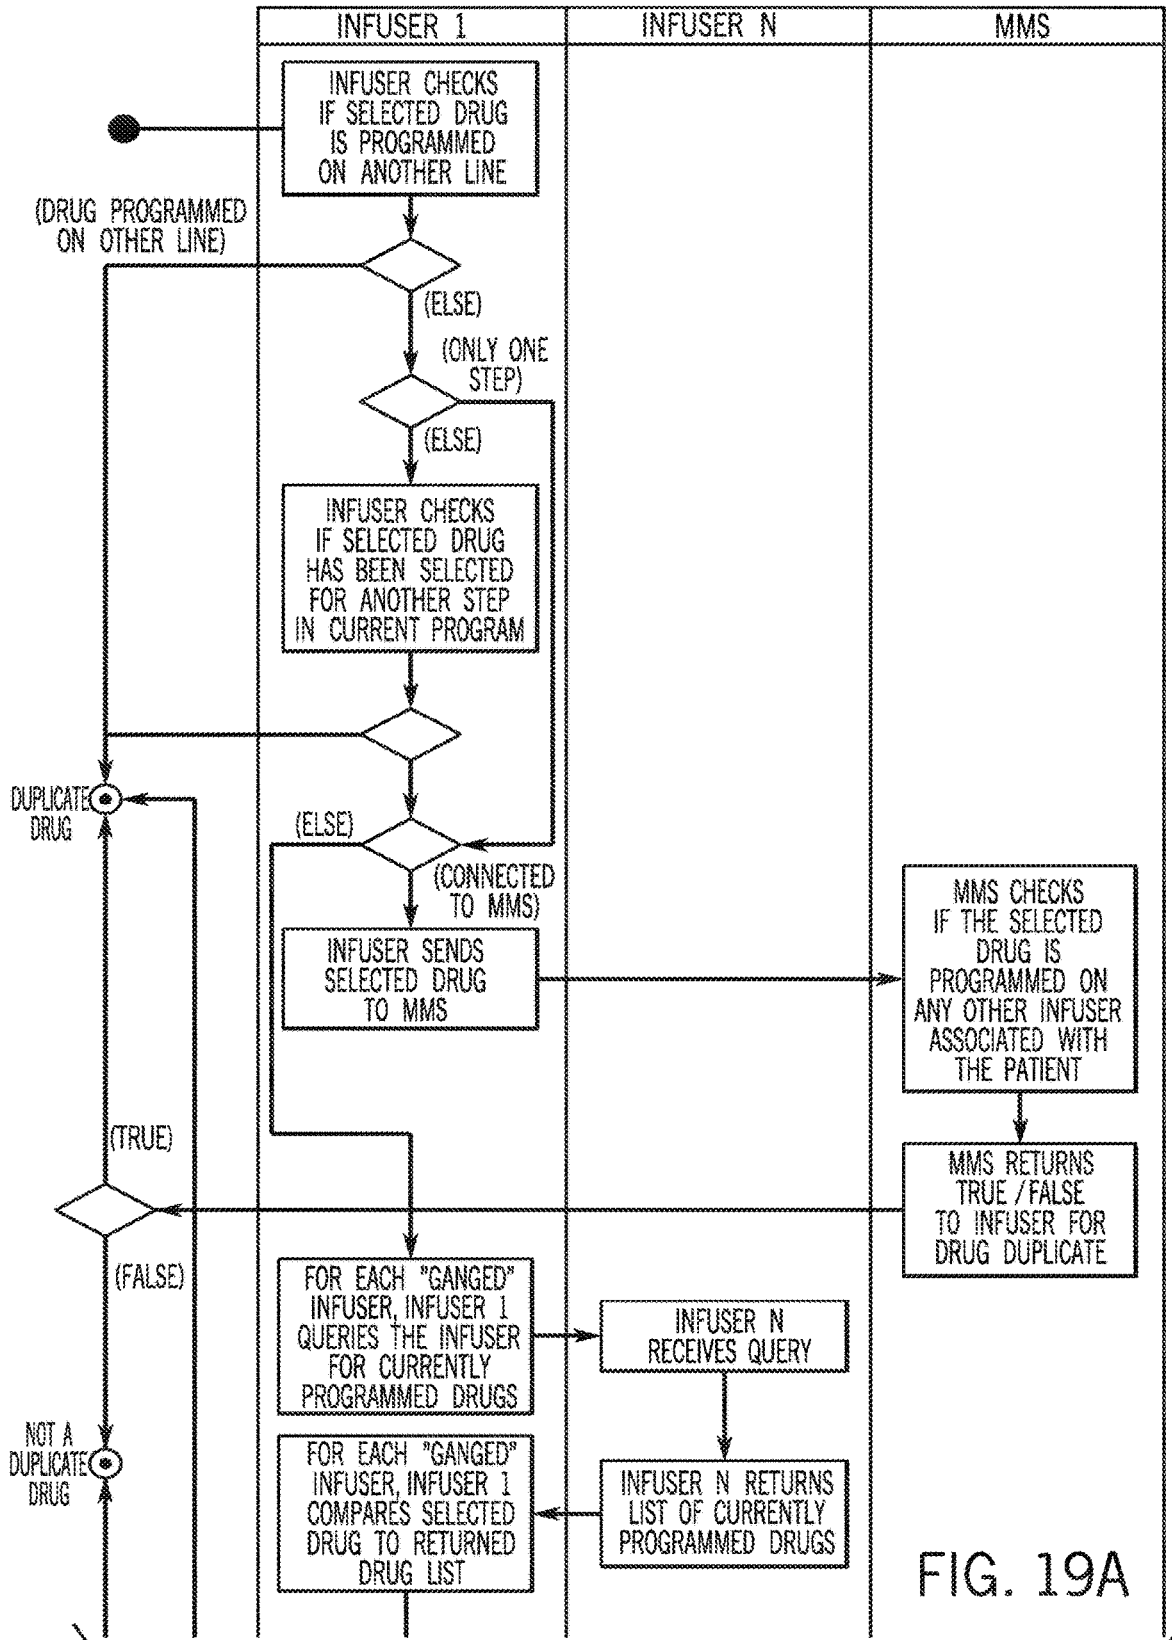 INFUSER 1
INFUSER N
MMS
INFUSER CHECKS
IF SELECTED DRUG
IS PROGRAMMED
ON ANOTHER LINE
(DRUG PROGRAMMED
ON OTHER LINE)
(ELSE)
(ONLY ONE
STEP)
(ELSE)
INFUSER CHECKS
IF SELECTED DRUG
HAS BEEN SELECTED
FOR ANOTHER STEP
IN CURRENT PROGRAM
DUPLICATE
DRUG
(ELSE)
(CONNECTED
TO MMS)
INFUSER SENDS
SELECTED DRUG
TO MMS
MMS CHECKS
IF THE SELECTED
DRUG IS
PROGRAMMED ON
ANY OTHER INFUSER
ASSOCIATED WITH
THE PATIENT
(TRUE)
MMS RETURNS
TRUE/FALSE
TO INFUSER FOR
DRUG DUPLICATE
(FALSE)
FOR EACH "GANGED"
INFUSER, INFUSER 1
QUERIES THE INFUSER
FOR CURRENTLY
PROGRAMMED DRUGS
INFUSER N
RECEIVES QUERY
NOT A
DUPLICATE
DRUG
FOR EACH "GANGED"
INFUSER, INFUSER 1
COMPARES SELECTED
DRUG TO RETURNED
DRUG LIST
INFUSER N RETURNS
LIST OF CURRENTLY
PROGRAMMED DRUGS
FIG. 19A